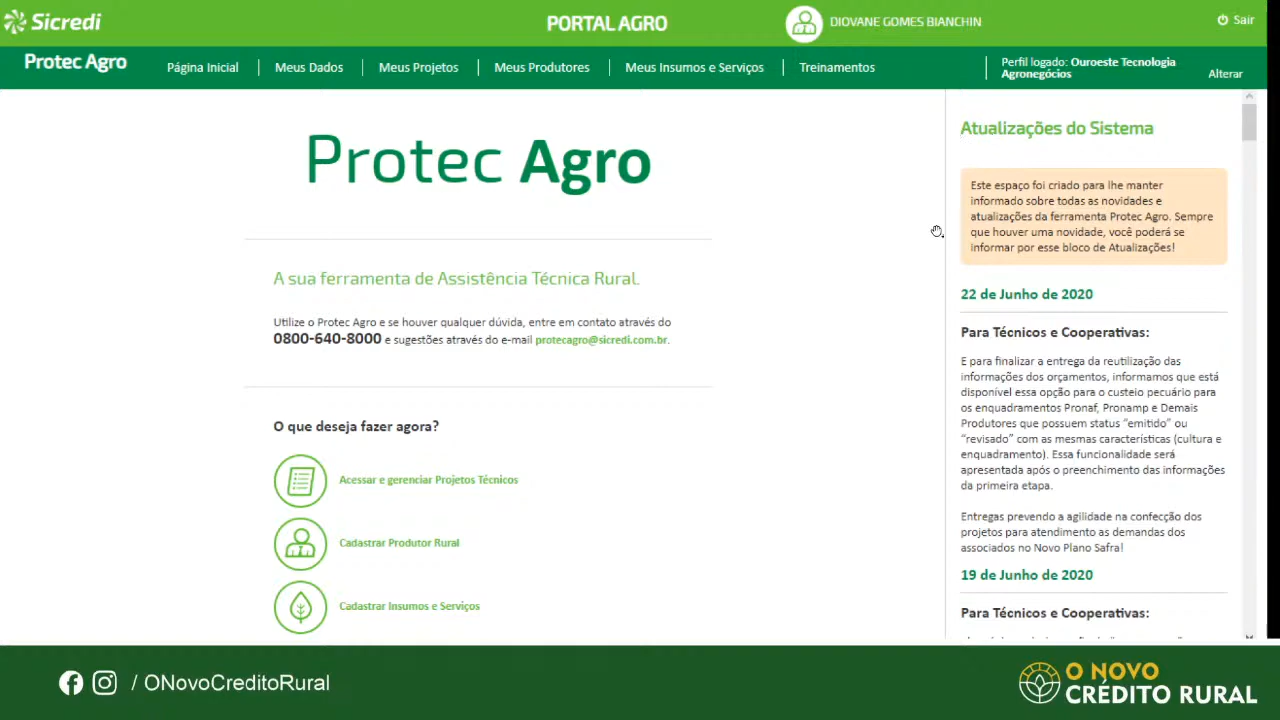 Sicredi
PORTAL AGRO
DIOVANE GOMES BIANCHIN
Sair
Protec Agro
Página Inicial
Meus Dados
Meus Projetos
Meus Produtores
Meus Insumos e Serviços
Treinamentos
Perfil logado: Ouroeste Tecnologia
Agronegócios
Alterar
Protec Agro
A sua ferramenta de Assistência Técnica Rural.
Utilize o Protec Agro e se houver qualquer dúvida, entre em contato através do
0800-640-8000 e sugestões através do e-mail protecagro@sicredi.com.br.
O que deseja fazer agora?
Acessar e gerenciar Projetos Técnicos
Cadastrar Produtor Rural
Cadastrar Insumos e Serviços
Atualizações do Sistema
Este espaço foi criado para lhe manter
informado sobre todas as novidades e
atualizações da ferramenta Protec Agro. Sempre
que houver uma novidade, você poderá se
informar por esse bloco de Atualizações!
22 de Junho de 2020
Para Técnicos e Cooperativas:
E para finalizar a entrega da reutilização das
informações dos orçamentos, informamos que está
disponível essa opção para o custeio pecuário para
os enquadramentos Pronaf, Pronamp e Demais
Produtores que possuem status “emitido” ou
“revisado” com as mesmas características (cultura e
enquadramento). Essa funcionalidade será
apresentada após o preenchimento das informações
da primeira etapa.
Entregas prevendo a agilidade na confecção dos
projetos para atendimento as demandas dos
associados no Novo Plano Safra!
19 de Junho de 2020
Para Técnicos e Cooperativas:
/ ONovoCreditoRural
O NOVO
CRÉDITO RURAL